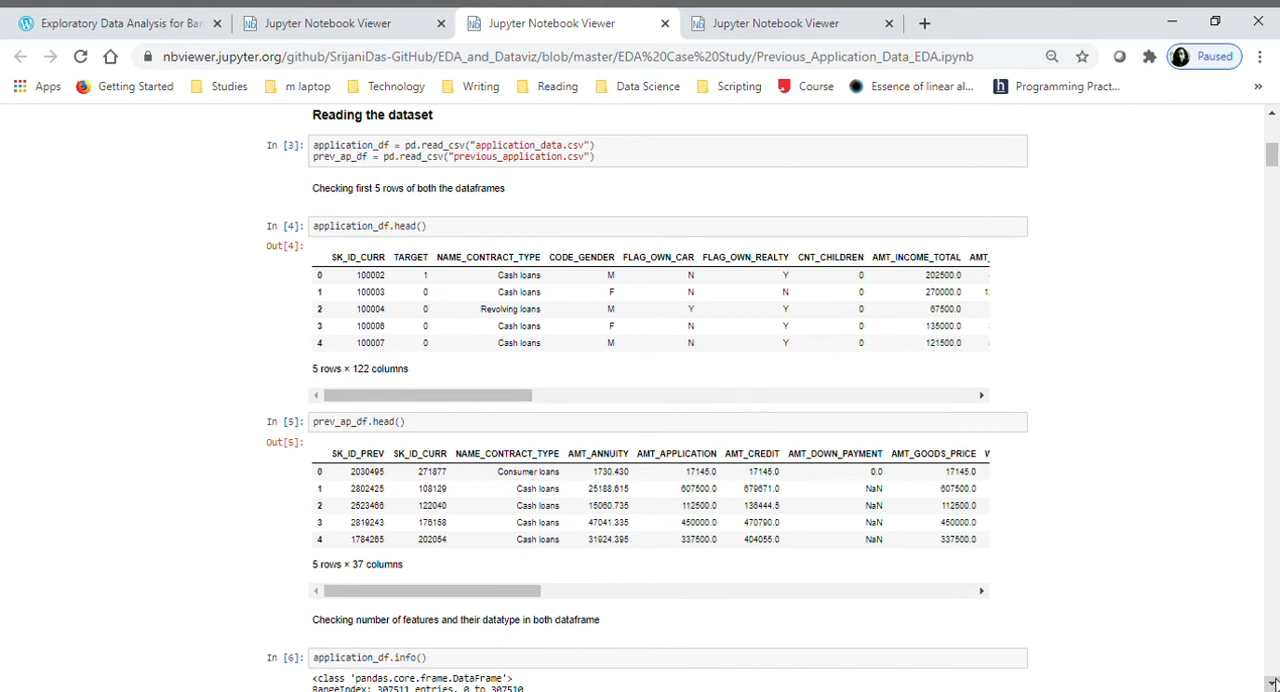 Exploratory Data Analysis for Ba
Jupyter Notebook Viewer
Jupyter Notebook Viewer
Jupyter Notebook Viewer
nbviewer.jupyter.org/github/SrijaniDas-GitHub/EDA_and_Dataviz/blob/master/EDA%20Case%20Study/Previous_Application_Data_EDA.ipynb
Paused
Apps Getting Started Studies m laptop Technology Writing Reading Data Science Scripting Course Essence of linear al... Programming Pract... »
Reading the dataset
In [3]: application_df = pd.read_csv("application_data.csv")
prev_ap_df = pd.read_csv("previous_application.csv")
Checking first 5 rows of both the dataframes
In [4]: application_df.head()
Out[4]:
SK_ID_CURR TARGET NAME_CONTRACT_TYPE CODE_GENDER FLAG_OWN_CAR FLAG_OWN_REALTY CNT_CHILDREN AMT_INCOME_TOTAL AMT_
0 100002 1 Cash loans M N Y 0 202500.0
1 100003 0 Cash loans F N N 0 270000.0 1
2 100004 0 Revolving loans M Y Y 0 67500.0
3 100006 0 Cash loans F N Y 0 135000.0
4 100007 0 Cash loans M N Y 0 121500.0
5 rows × 122 columns
In [5]: prev_ap_df.head()
Out[5]:
SK_ID_PREV SK_ID_CURR NAME_CONTRACT_TYPE AMT_ANNUITY AMT_APPLICATION AMT_CREDIT AMT_DOWN_PAYMENT AMT_GOODS_PRICE
0 2030495 271877 Consumer loans 1730.430 17145.0 17145.0 0.0 17145.0
1 2802425 108129 Cash loans 25188.615 607500.0 679671.0 NaN 607500.0
2 2523466 122040 Cash loans 15060.735 112500.0 136444.5 NaN 112500.0
3 2819243 176158 Cash loans 47041.335 450000.0 470790.0 NaN 450000.0
4 1784265 202054 Cash loans 31924.395 337500.0 404055.0 NaN 337500.0
5 rows × 37 columns
Checking number of features and their datatype in both dataframe
In [6]: application_df.info()
<class 'pandas.core.frame.DataFrame'>
RangeIndex: 307511 entries, 0 to 307510